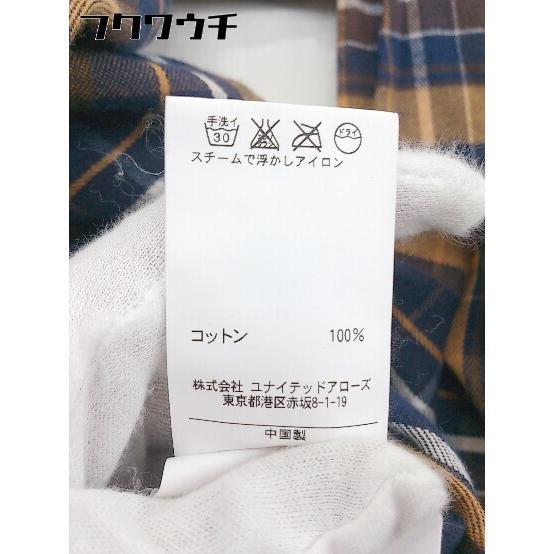 フクワウチ
手洗イ
30
ドライ
スチームで浮かしアイロン
コットン 100%
株式会社 ユナイテッドアローズ
東京都港区赤坂8-1-19
中国製